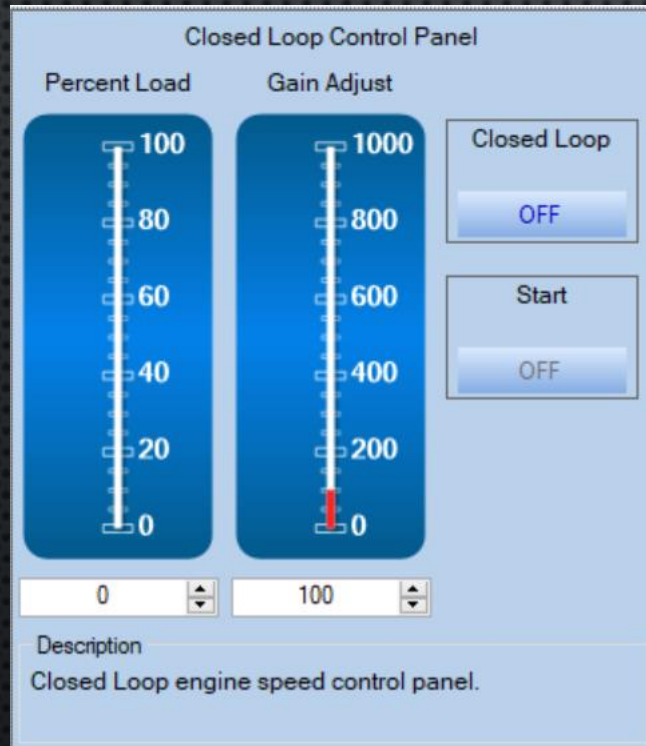 Closed Loop Control Panel
Percent Load
Gain Adjust
100
80
60
40
20
0
1000
800
600
400
200
0
Closed Loop
OFF
Start
OFF
0
100
Description
Closed Loop engine speed control panel.